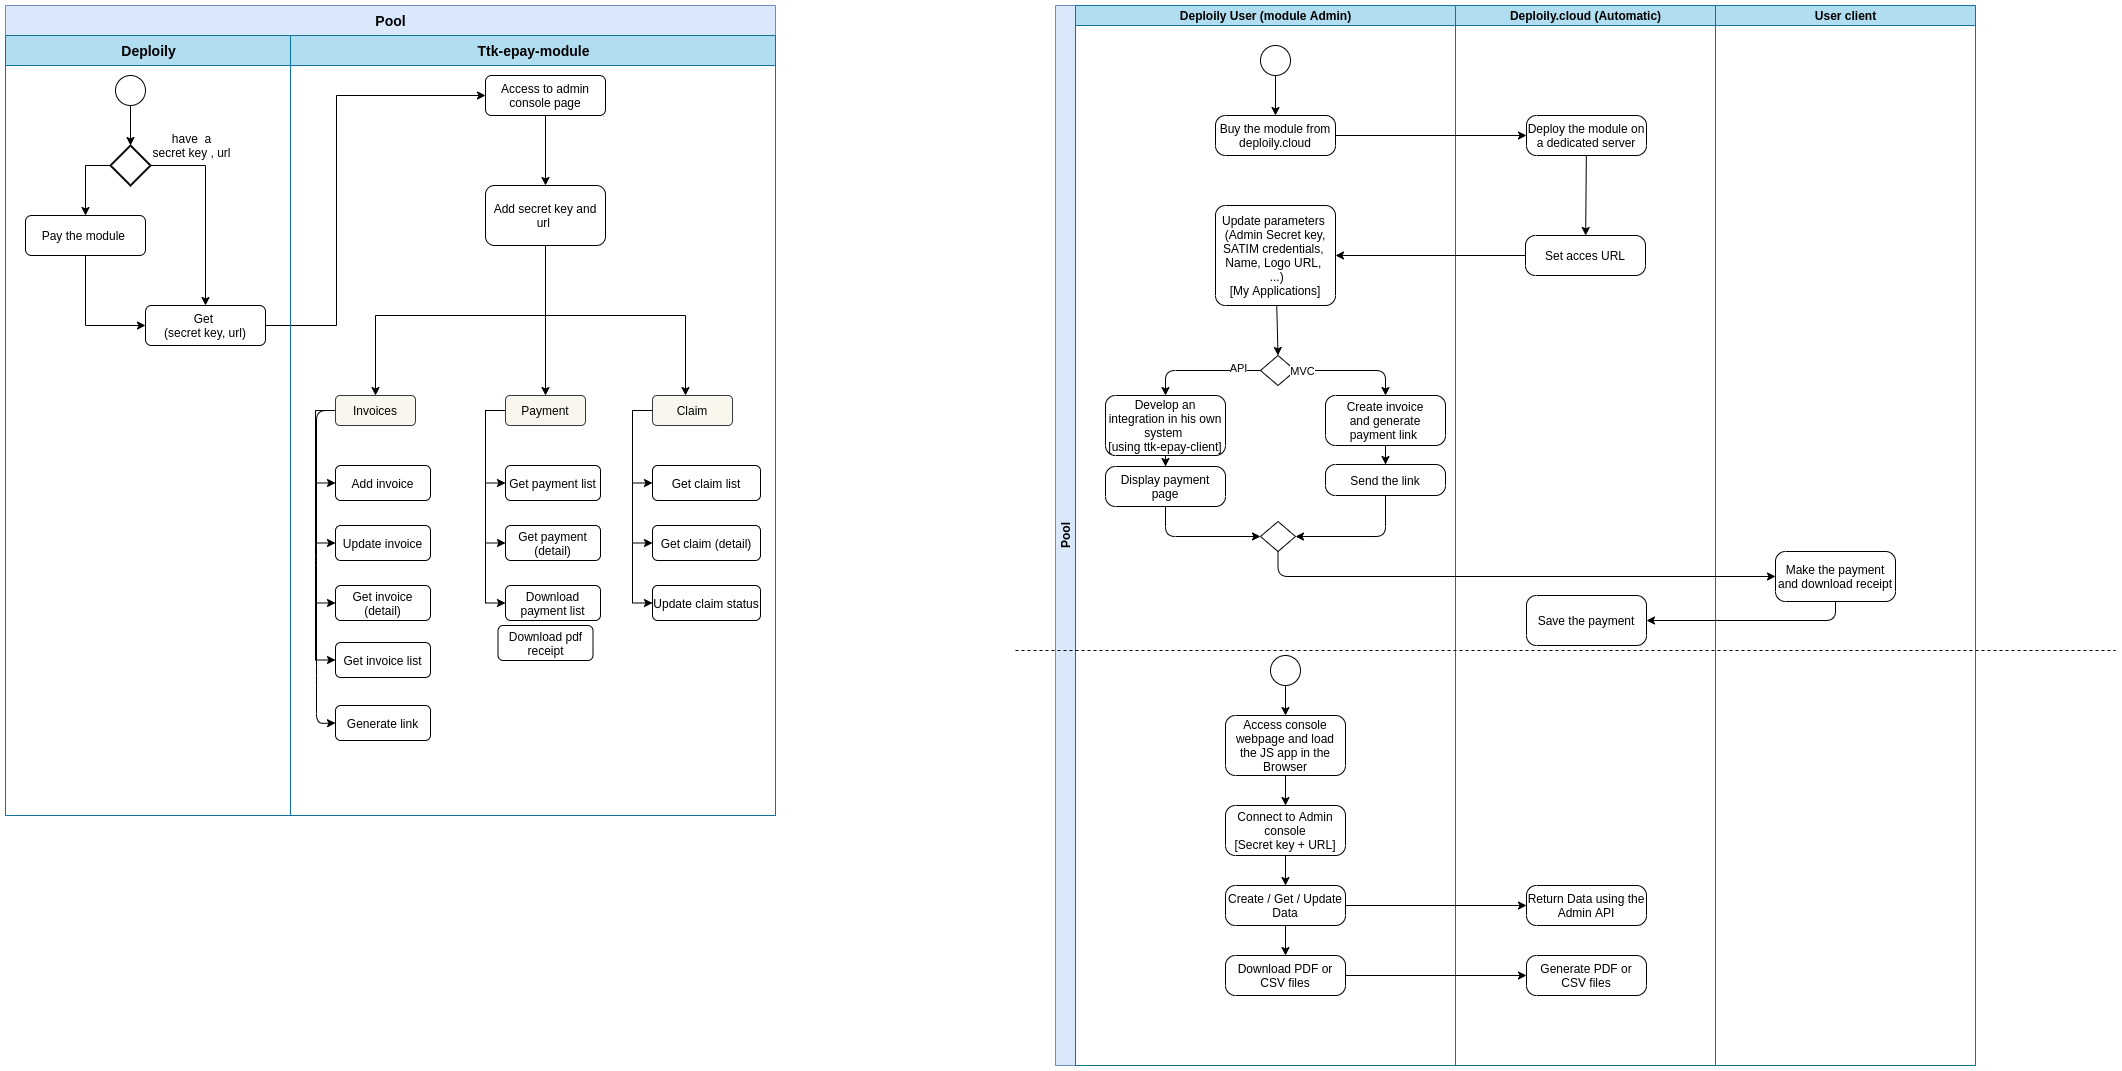 Pool
Deploily
Ttk-epay-module
have a
secret key , url
Pay the module
Get
(secret key, url)
Access to admin
console page
Add secret key and
url
Invoices
Add invoice
Update invoice
Get invoice
(detail)
Get invoice list
Generate link
Payment
Get payment list
Get payment
(detail)
Download
payment list
Download pdf
receipt
Claim
Get claim list
Get claim (detail)
Update claim status
Pool
Deploily User (module Admin)
Deploily.cloud (Automatic)
User client
Buy the module from
deploily.cloud
Deploy the module on
a dedicated server
Set acces URL
Update parameters
(Admin Secret key,
SATIM credentials,
Name, Logo URL,
...)
[My Applications]
API
MVC
Develop an
integration in his own
system
[using ttk-epay-client]
Display payment
page
Create invoice
and generate
payment link
Send the link
Make the payment
and download receipt
Save the payment
Access console
webpage and load
the JS app in the
Browser
Connect to Admin
console
[Secret key + URL]
Create / Get / Update
Data
Return Data using the
Admin API
Download PDF or
CSV files
Generate PDF or
CSV files